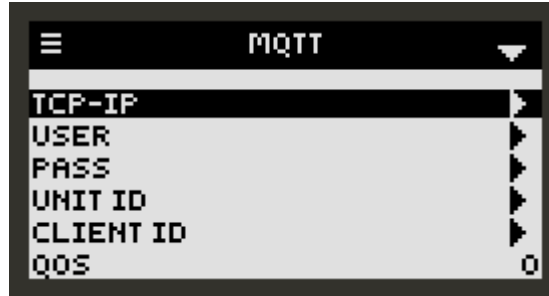 MQTT
TCP-IP
USER
PASS
UNIT ID
CLIENT ID
QOS 0